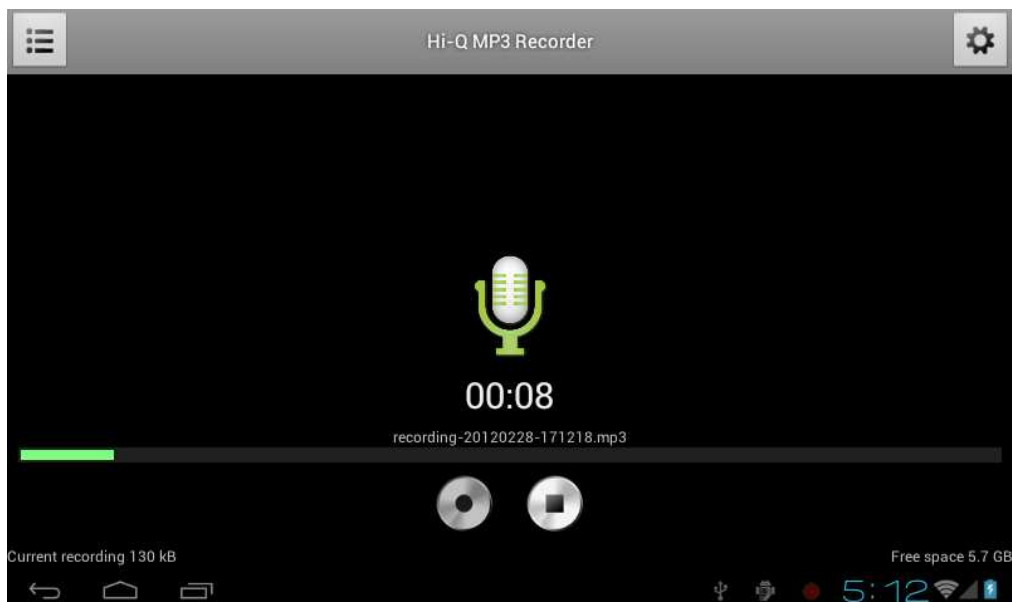 Hi-Q MP3 Recorder
00:08
recording-20120228-171218.mp3
Current recording 130 kB
Free space 5.7 GB
5:12